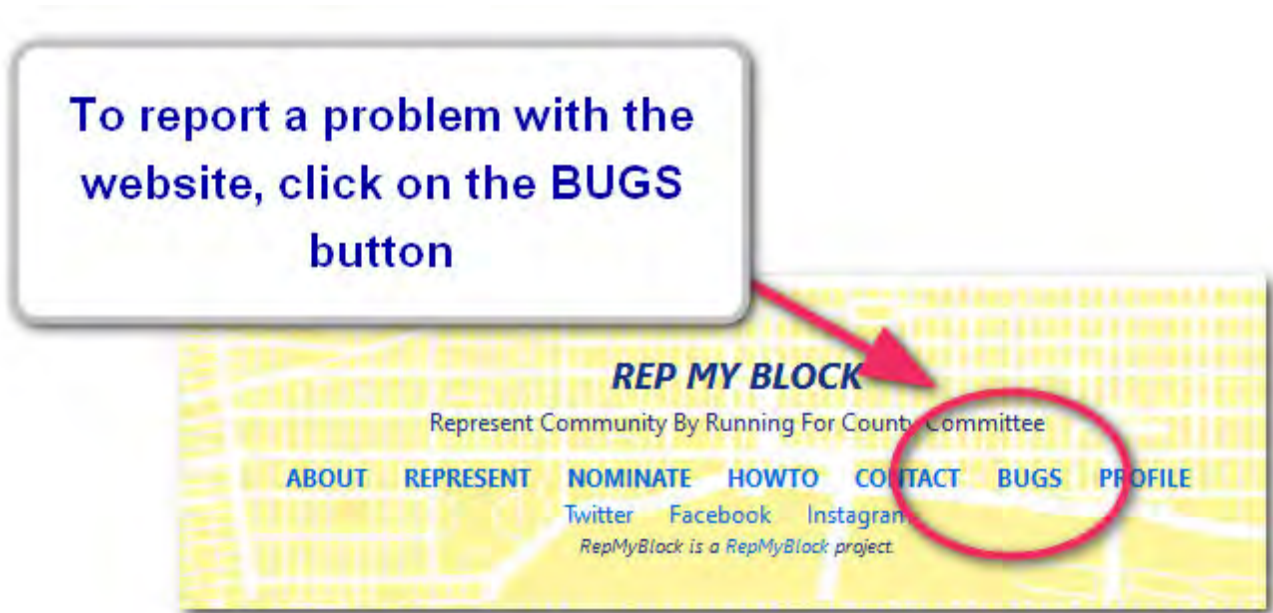 To report a problem with the
website, click on the BUGS
button
REP MY BLOCK
Represent Community By Running For County Committee
ABOUT REPRESENT NOMINATE HOWTO CONTACT BUGS PROFILE
Twitter Facebook Instagram
RepMyBlock is a RepMyBlock project.